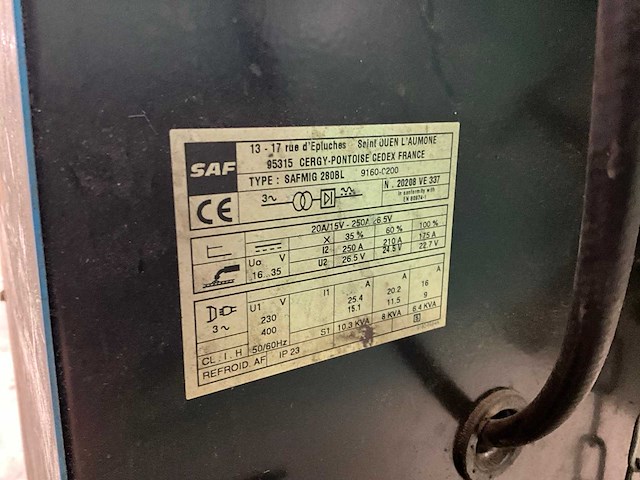 SAF
13 - 17 rue d'Epluches Saint OUEN L'AUMONE
95315 CERGY-PONTOISE CEDEX FRANCE
TYPE : SAFMIG 280BL 9160-0200
CE 3~ N . 20208 VE 337
in conformity with
EN 60974-1
20A/15V - 250A 26.5V
X 35 % 60 % 100 %
I2 250 A 210 A 175 A
U2 26.5 V 24.5 V 22.7 V
Uo V
16 35
U1 V I1 A A A
230 25.4 20.2 16
400 15.1 11.5 9
3~
S1 10.3 KVA 8 KVA 6.4 KVA
CL . I . H 50/60Hz
REFROID AF IP 23 S